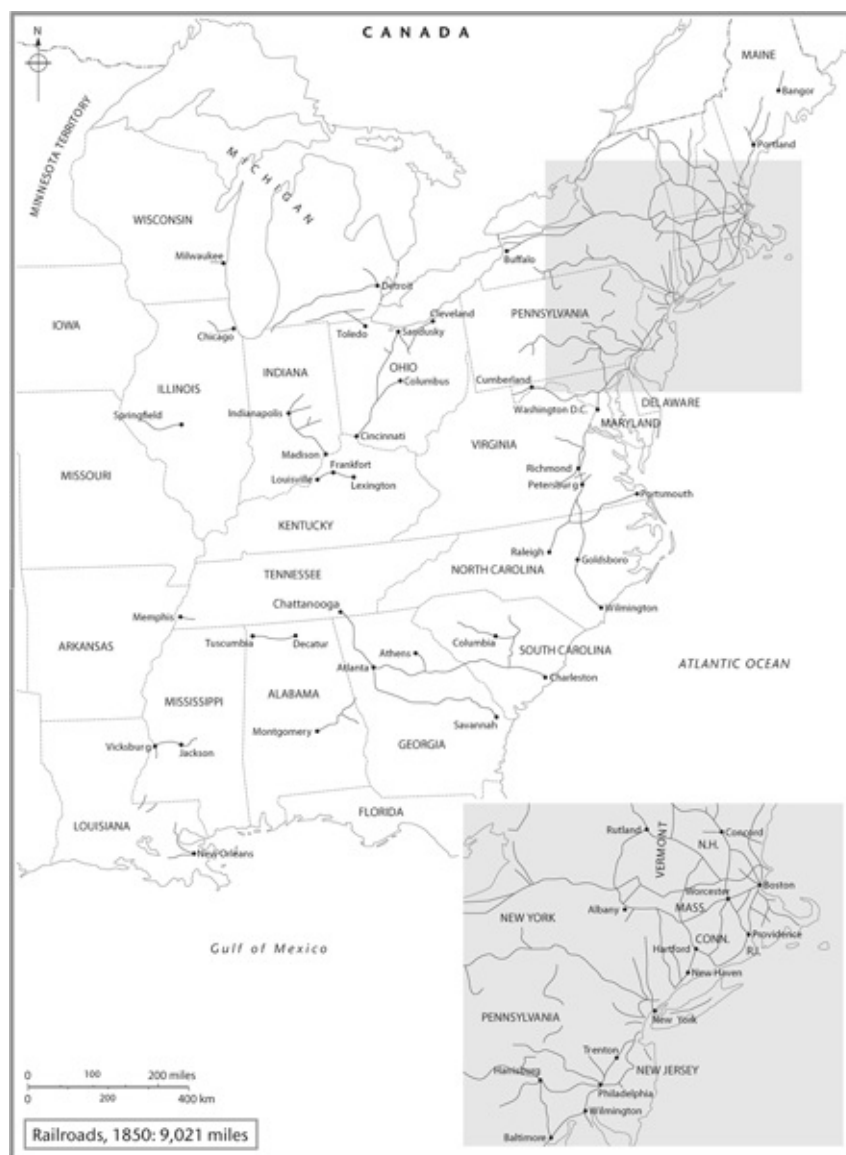 CANADA
N
MAINE
Bangor
MINNESOTA TERRITORY
Portland
MICHIGAN
WISCONSIN
Milwaukee
Buffalo
Detroit
Cleveland
IOWA
Chicago
Toledo
Sandusky
PENNSYLVANIA
OHIO
INDIANA
Columbus
Cumberland
ILLINOIS
DELAWARE
Springfield
Indianapolis
Washington D.C.
MARYLAND
Cincinnati
VIRGINIA
Madison
Frankfort
MISSOURI
Louisville
Lexington
Richmond
Petersburg
Portsmouth
KENTUCKY
Raleigh
Goldsboro
TENNESSEE
NORTH CAROLINA
Chattanooga
Wilmington
Memphis
ARKANSAS
Tuscumbia
Decatur
Columbia
SOUTH CAROLINA
Athens
Atlanta
ATLANTIC OCEAN
Charleston
MISSISSIPPI
ALABAMA
Savannah
Montgomery
GEORGIA
Vicksburg
Jackson
FLORIDA
LOUISIANA
New Orleans
Gulf of Mexico
Rutland
VERMONT
Concord
N.H.
Worcester
Boston
Albany
MASS.
NEW YORK
Providence
CONN.
R.I.
Hartford
New Haven
PENNSYLVANIA
New York
Trenton
Harrisburg
NEW JERSEY
Philadelphia
Wilmington
Baltimore
0 100 200 miles
0 200 400 km
Railroads, 1850: 9,021 miles